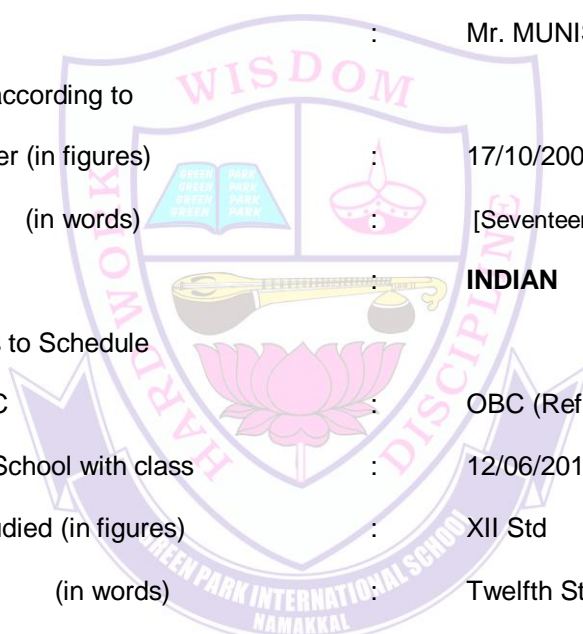 : Mr. MUNIS
WISDOM
according to
er (in figures) : 17/10/200
GREEN PARK
GREEN PARK
GREEN PARK
GREEN PARK
(in words) : [Seventeen
: INDIAN
HARDWORK
DISCIPLINE
s to Schedule
C : OBC (Ref
School with class : 12/06/201
udied (in figures) : XII Std
(in words) : Twelfth St
GREEN PARK INTERNATIONAL SCHOOL
NAMAKKAL